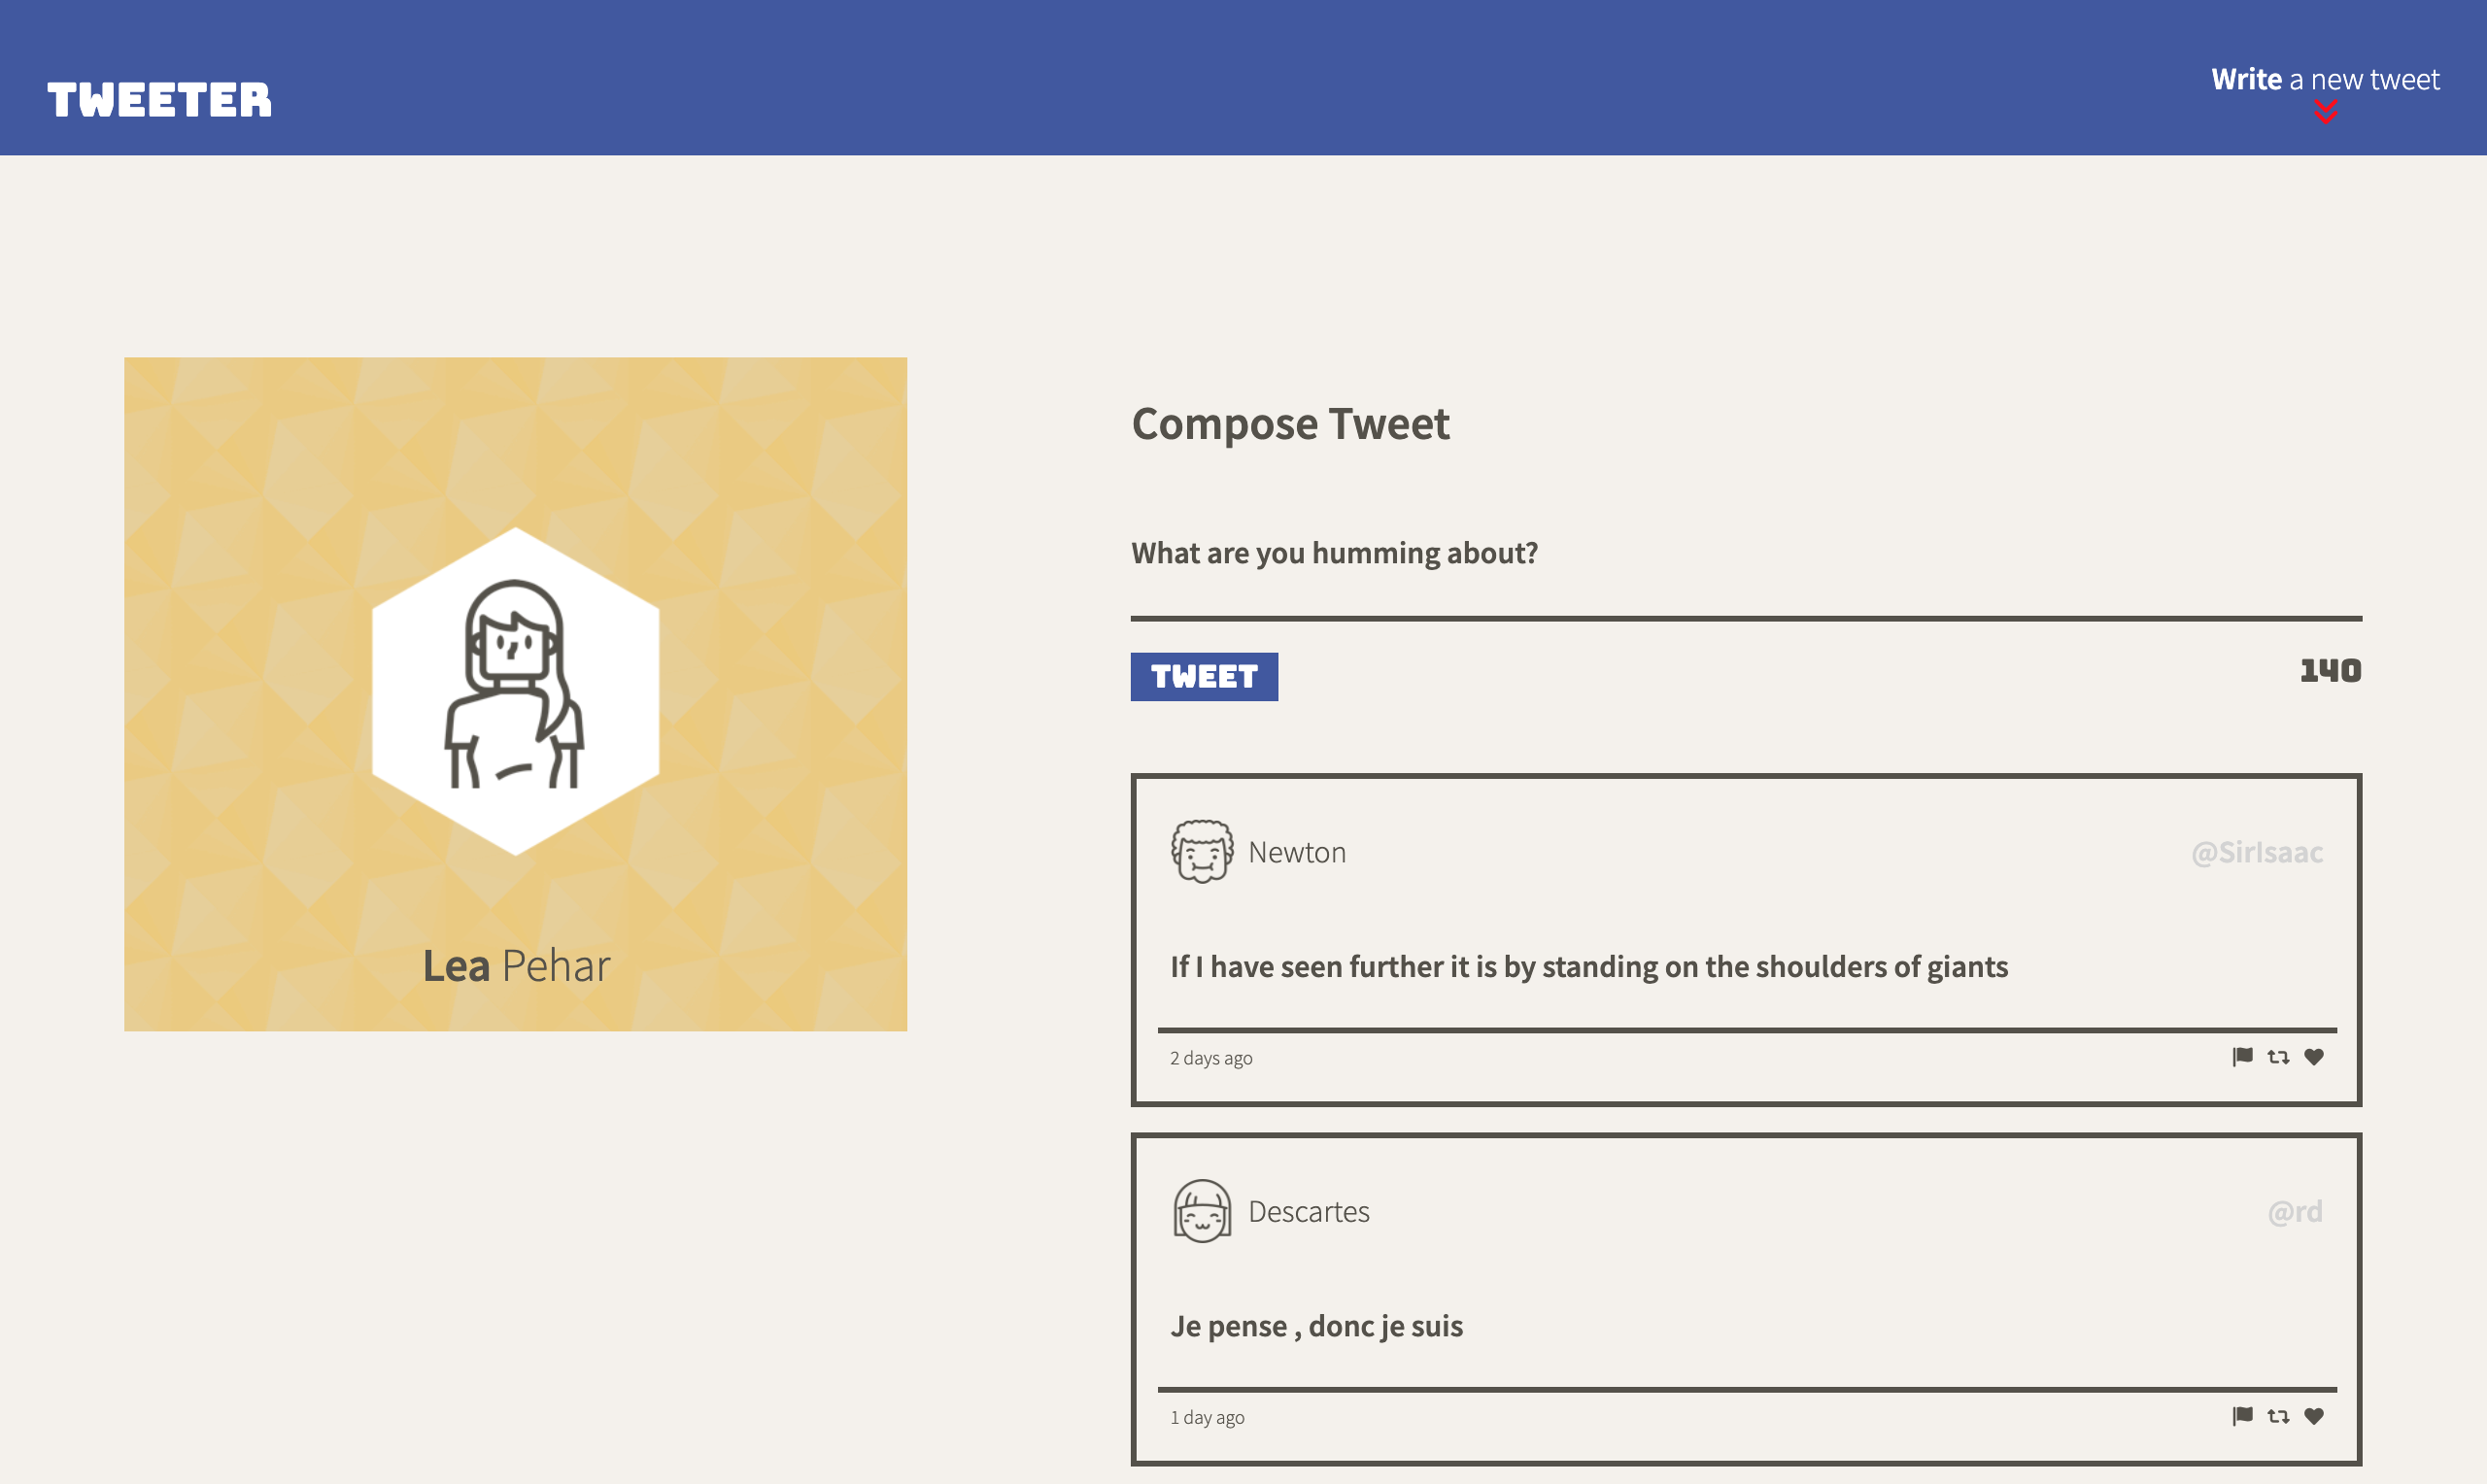 TWEETER
Write a new tweet
Lea Pehar
Compose Tweet
What are you humming about?
TWEET
140
Newton
@SirIsaac
If I have seen further it is by standing on the shoulders of giants
2 days ago
Descartes
@rd
Je pense , donc je suis
1 day ago